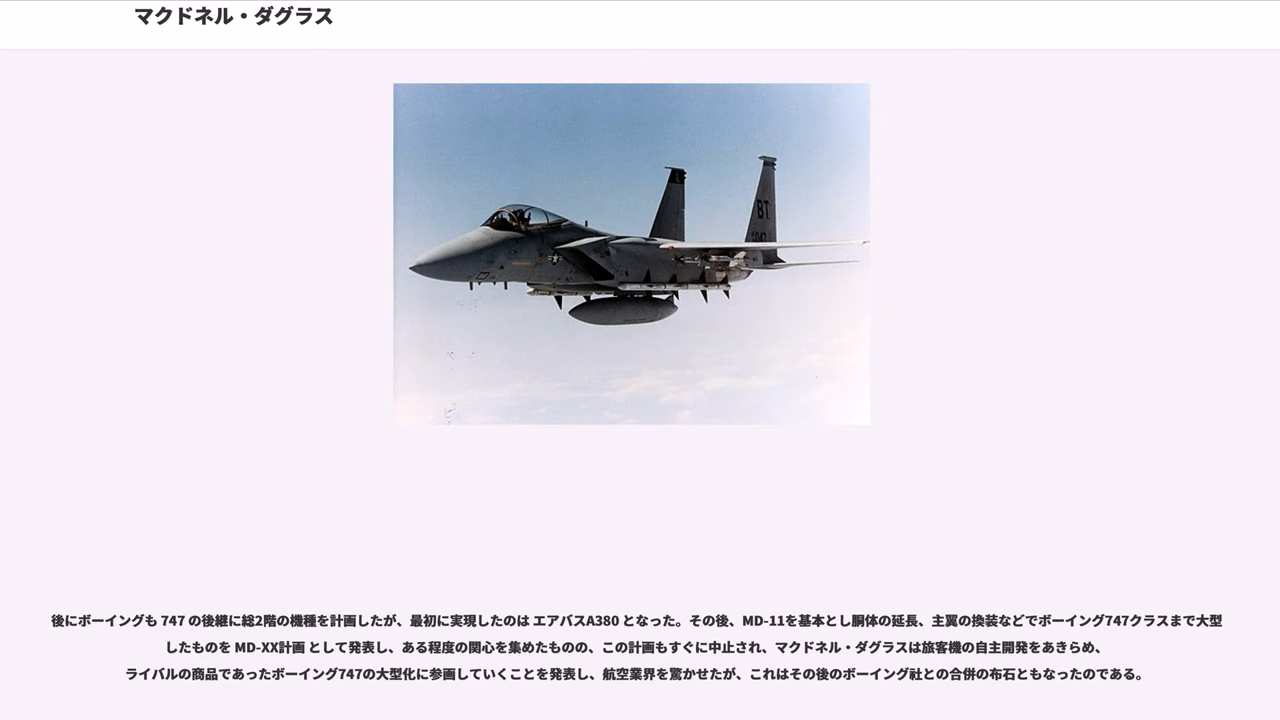 マクドネル・ダグラス
BT
後にボーイングも 747 の後継に総2階の機種を計画したが、最初に実現したのは エアバスA380 となった。その後、MD-11を基本とし胴体の延長、主翼の換装などでボーイング747クラスまで大型
したものを MD-XX計画 として発表し、ある程度の関心を集めたものの、この計画もすぐに中止され、マクドネル・ダグラスは旅客機の自主開発をあきらめ、
ライバルの商品であったボーイング747の大型化に参画していくことを発表し、航空業界を驚かせたが、これはその後のボーイング社との合併の布石ともなったのである。